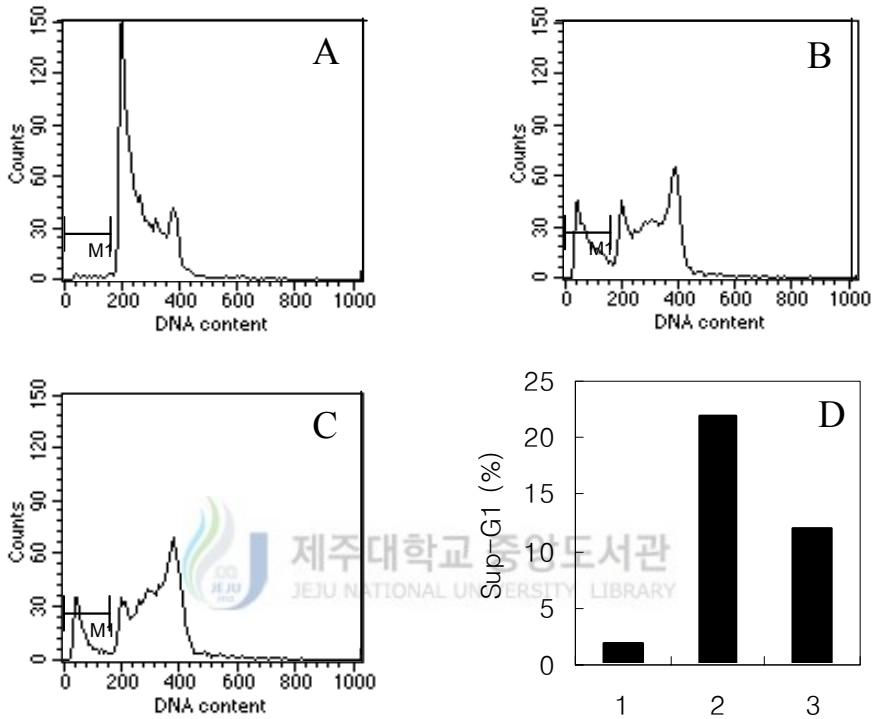 A
150
120
90
60
30
0
Counts
M1
0 200 400 600 800 1000
DNA content
B
150
120
90
60
30
0
Counts
M1
0 200 400 600 800 1000
DNA content
C
150
120
90
60
30
0
Counts
M1
0 200 400 600 800 1000
DNA content
D
25
20
15
10
5
0
Sup-G1 (%)
1 2 3
JEJU
1952
제주대학교 중앙도서관
JEJU NATIONAL UNIVERSITY LIBRARY